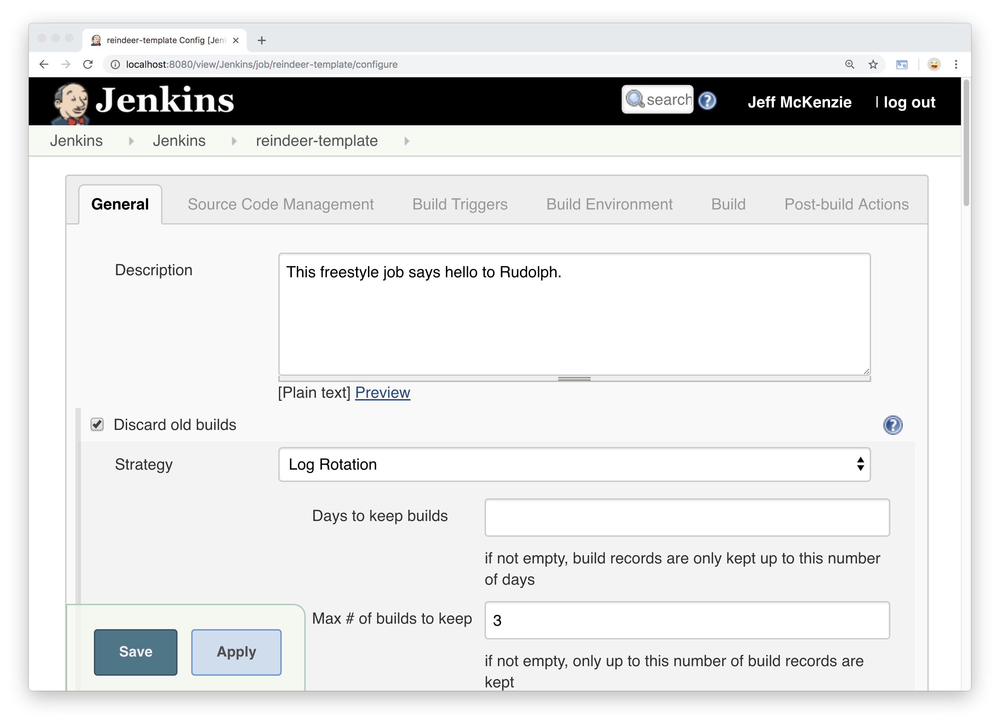 reindeer-template Config [Jen
localhost:8080/view/Jenkins/job/reindeer-template/configure
Jenkins
search
Jeff McKenzie
| log out
Jenkins
Jenkins
reindeer-template
General
Source Code Management
Build Triggers
Build Environment
Build
Post-build Actions
Description
This freestyle job says hello to Rudolph.
[Plain text] Preview
Discard old builds
Strategy
Log Rotation
Days to keep builds
if not empty, build records are only kept up to this number
of days
Max # of builds to keep
3
if not empty, only up to this number of build records are
kept
Save
Apply